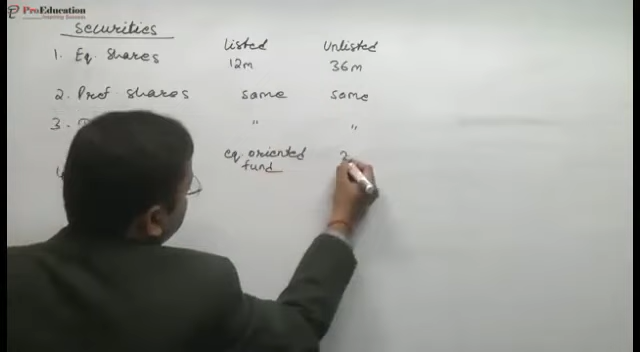 ProEducation
Securities
Listed Unlisted
1. Eq. Shares 12m 36m
2. Pref. Shares same same
3. " "
eq. oriented
fund